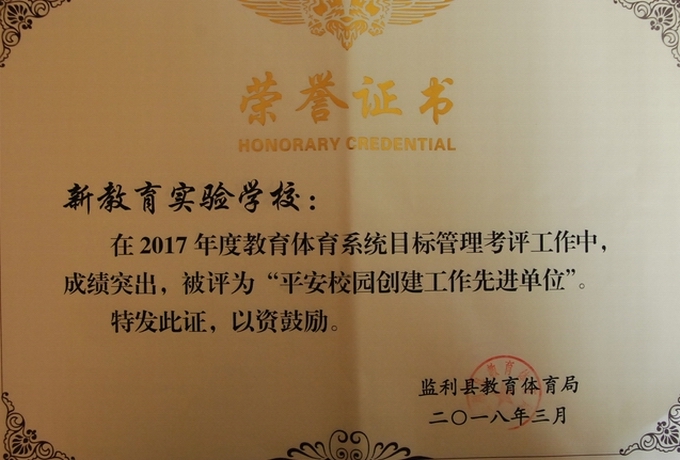 荣誉证书
HONORARY CREDENTIAL
新教育实验学校：
在2017年度教育体育系统目标管理考评工作中，
成绩突出，被评为“平安校园创建工作先进单位”。
特发此证，以资鼓励。
监利县教育体育局
二〇一八年三月